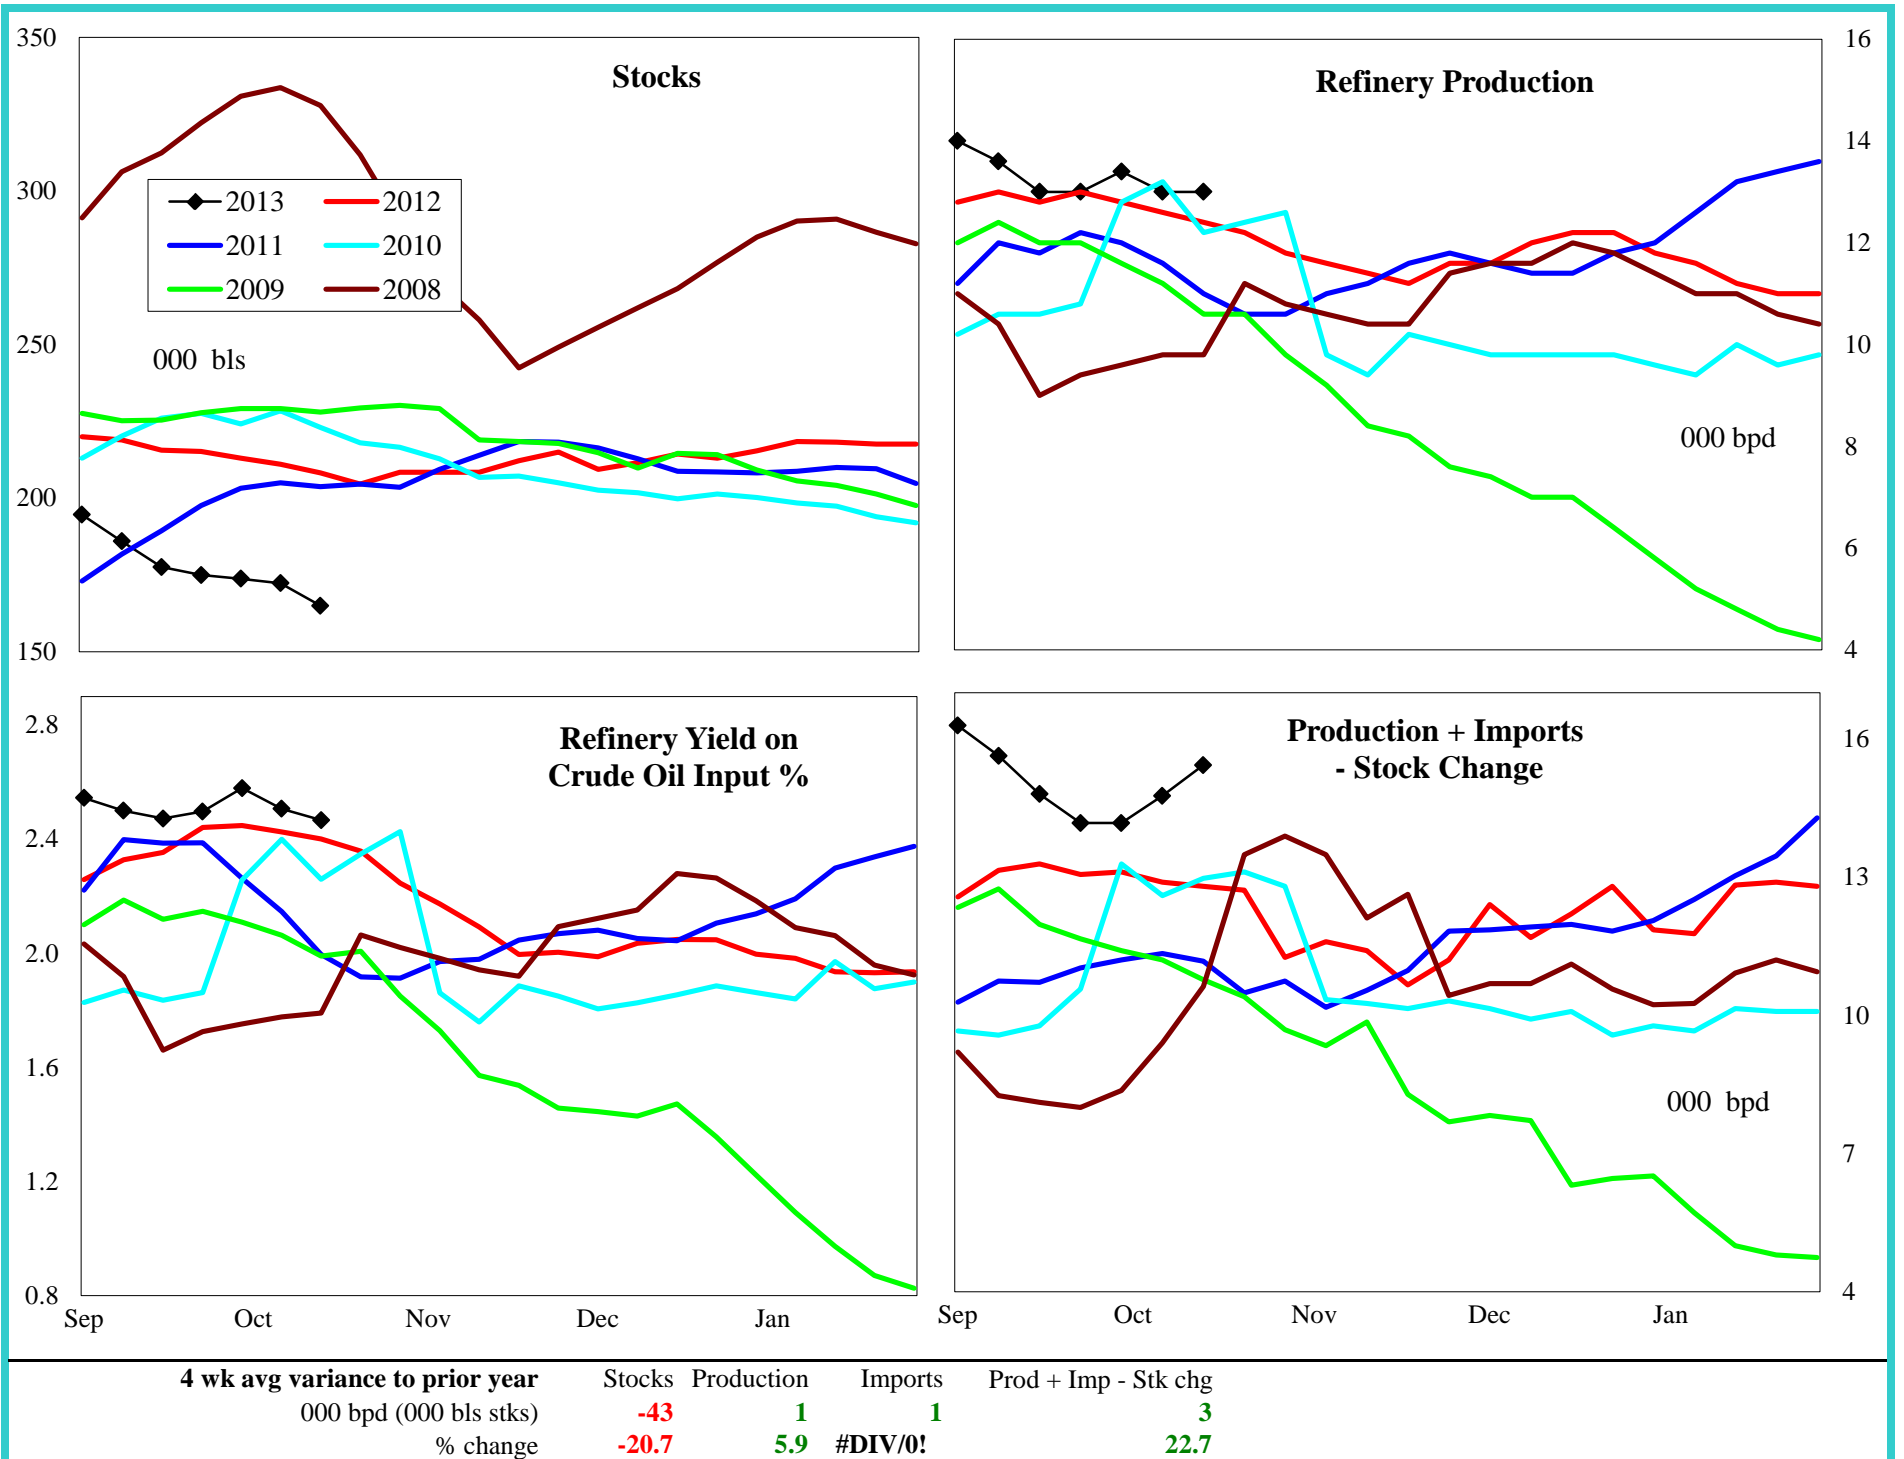 350
300
250
200
150
Stocks
2013 2012
2011 2010
2009 2008
000 bls
Refinery Production
16
14
12
10
8
6
4
000 bpd
2.8
2.4
2.0
1.6
1.2
0.8
Refinery Yield on
Crude Oil Input %
Sep Oct Nov Dec Jan
Production + Imports
- Stock Change
16
13
10
7
4
000 bpd
Sep Oct Nov Dec Jan
4 wk avg variance to prior year Stocks Production Imports Prod + Imp - Stk chg
000 bpd (000 bls stks) -43 1 1 3
% change -20.7 5.9 #DIV/0! 22.7